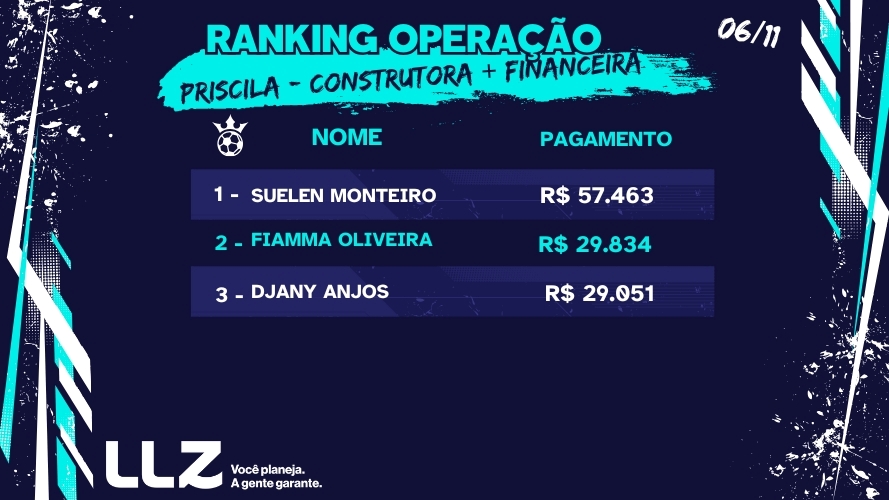 RANKING OPERAÇÃO
06/11
PRISCILA - CONSTRUTORA + FINANCEIRA
NOME PAGAMENTO
1 - SUELEN MONTEIRO R$ 57.463
2 - FIAMMA OLIVEIRA R$ 29.834
3 - DJANY ANJOS R$ 29.051
LLZ
Você planeja.
A gente garante.